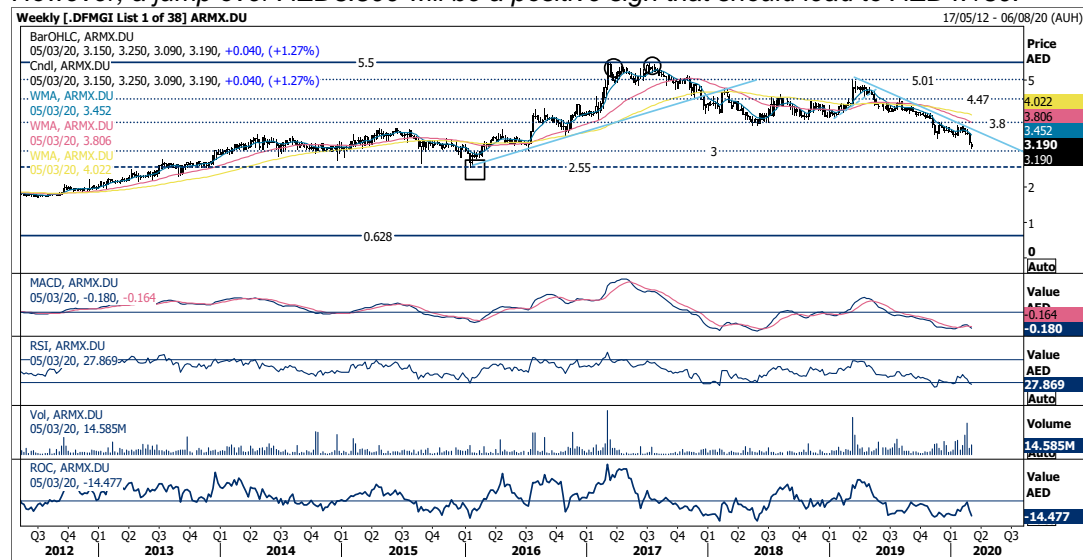 Weekly [.DFMGI List 1 of 38] ARMX.DU 17/05/12 - 06/08/20 (AUH)
BarOHLC, ARMX.DU
05/03/20, 3.150, 3.250, 3.090, 3.190, +0.040, (+1.27%)
Cndl, ARMX.DU
05/03/20, 3.150, 3.250, 3.090, 3.190, +0.040, (+1.27%)
WMA, ARMX.DU
05/03/20, 3.452
WMA, ARMX.DU
05/03/20, 3.806
WMA, ARMX.DU
05/03/20, 4.022
5.5
5.01
4.47
3.8
3
2.55
0.628
Price
AED
5
4.022
3.806
3.452
3.190
3.190
2
1
0
Auto
MACD, ARMX.DU
05/03/20, -0.180, -0.164
Value
AED
-0.164
-0.180
RSI, ARMX.DU
05/03/20, 27.869
Value
AED
27.869
Auto
Vol, ARMX.DU
05/03/20, 14.585M
Volume
14.585M
Auto
ROC, ARMX.DU
05/03/20, -14.477
Value
AED
-14.477
Q3 Q4 Q1 Q2 Q3 Q4 Q1 Q2 Q3 Q4 Q1 Q2 Q3 Q4 Q1 Q2 Q3 Q4 Q1 Q2 Q3 Q4 Q1 Q2 Q3 Q4 Q1 Q2 Q3 Q4 Q1 Q2 Q3
2012 2013 2014 2015 2016 2017 2018 2019 2020